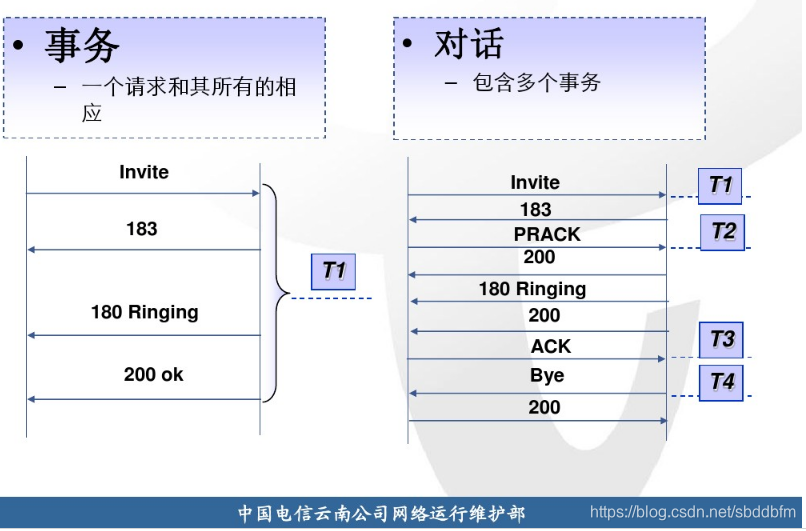 • 事务
– 一个请求和其所有的相
应
• 对话
– 包含多个事务
Invite
183
180 Ringing
200 ok
T1
Invite
T1
183
PRACK
T2
200
180 Ringing
200
ACK
T3
Bye
T4
200
中国电信云南公司网络运行维护部
https://blog.csdn.net/sbddbfm